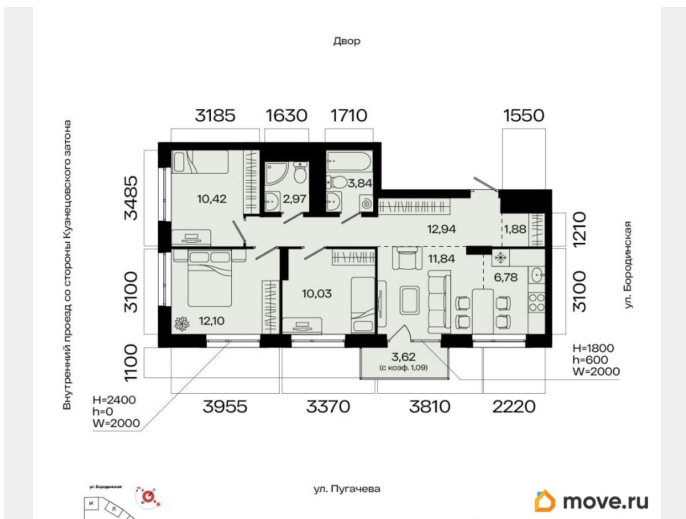 Двор
3185 1630 1710 1550
Внутренний проезд со стороны Кузнецовского затона
3485
10,42
2,97
3,84
12,94
1,88
1210
ул. Бородинская
11,84
3100
12,10
10,03
6,78
3100
1100
3,62
(с коэф. 1,09)
H=1800
h=600
W=2000
H=2400
h=0
W=2000
3955 3370 3810 2220
ул. Бородинская
ул. Пугачева
move.ru